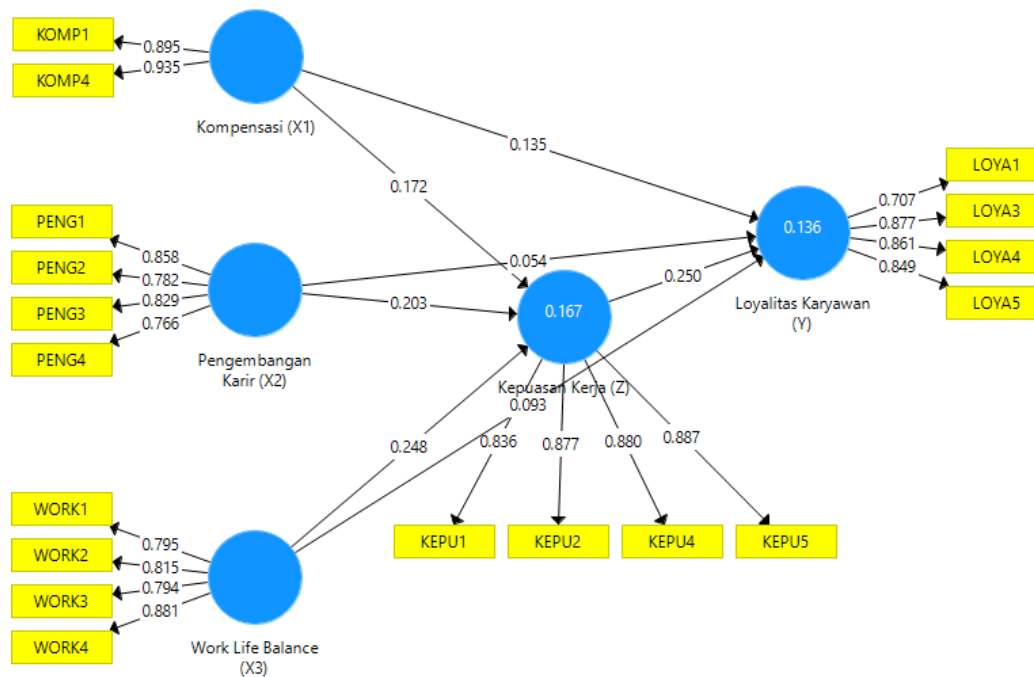 KOMP1
0.895
KOMP4
0.935
Kompensasi (X1)
0.135
0.172
LOYA1
0.707
LOYA3
0.877
0.136
LOYA4
0.861
LOYA5
0.849
Loyalitas Karyawan
(Y)
PENG1
0.858
PENG2
0.782
PENG3
0.829
PENG4
0.766
0.054
0.203
0.250
0.167
Pengembangan
Karir (X2)
Kepuasan Kerja (Z)
0.093
0.248
0.836
0.877
0.880
0.887
WORK1
0.795
WORK2
0.815
WORK3
0.794
WORK4
0.881
KEPU1
KEPU2
KEPU4
KEPU5
Work Life Balance
(X3)